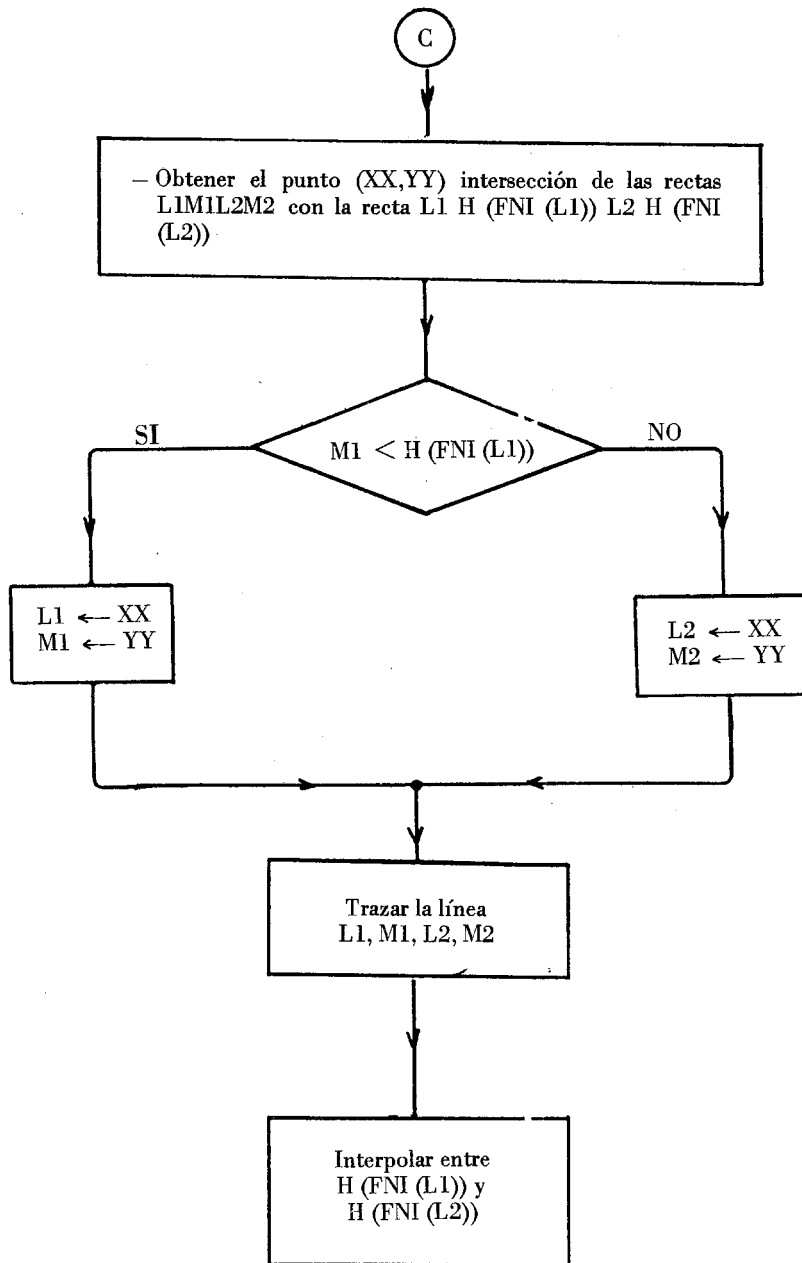 C
– Obtener el punto (XX,YY) intersección de las rectas
L1M1L2M2 con la recta L1 H (FNI (L1)) L2 H (FNI
(L2))
SI
M1 < H (FNI (L1))
NO
L1 ← XX
M1 ← YY
L2 ← XX
M2 ← YY
Trazar la línea
L1, M1, L2, M2
Interpolar entre
H (FNI (L1)) y
H (FNI (L2))